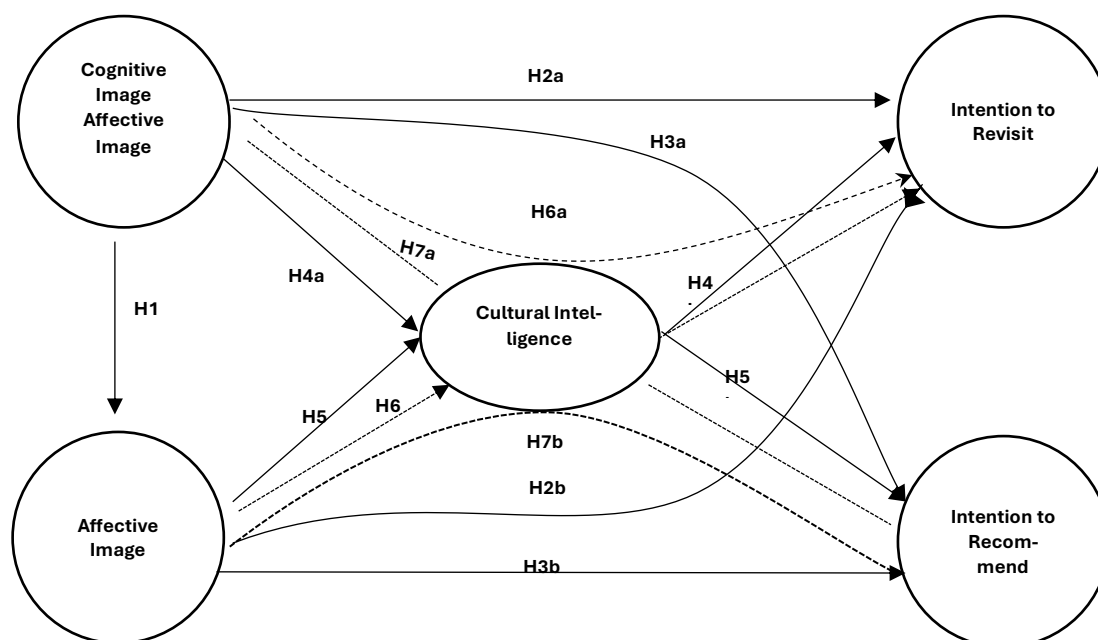 Cognitive
Image
Affective
Image
H2a
Intention to
Revisit
H3a
H6a
H7a
H4a
H4
H1
Cultural Intel-
ligence
H5
H5
H6
H7b
H2b
Affective
Image
Intention to
Recom-
mend
H3b